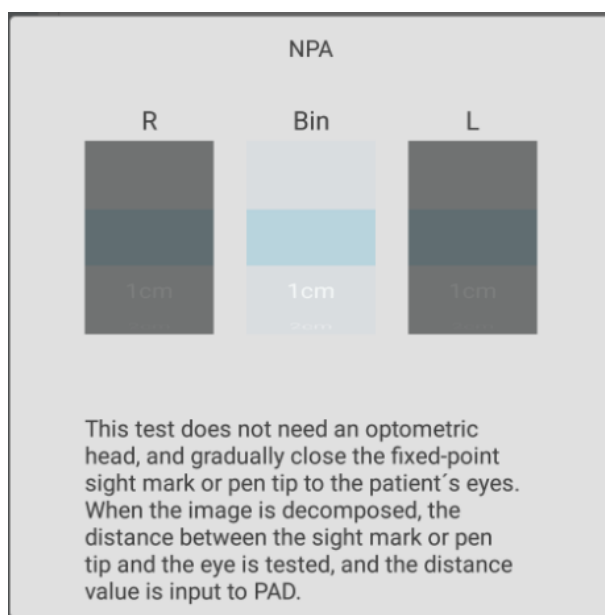 NPA
R Bin L
1cm 1cm 1cm
2cm
This test does not need an optometric
head, and gradually close the fixed-point
sight mark or pen tip to the patient´s eyes.
When the image is decomposed, the
distance between the sight mark or pen
tip and the eye is tested, and the distance
value is input to PAD.